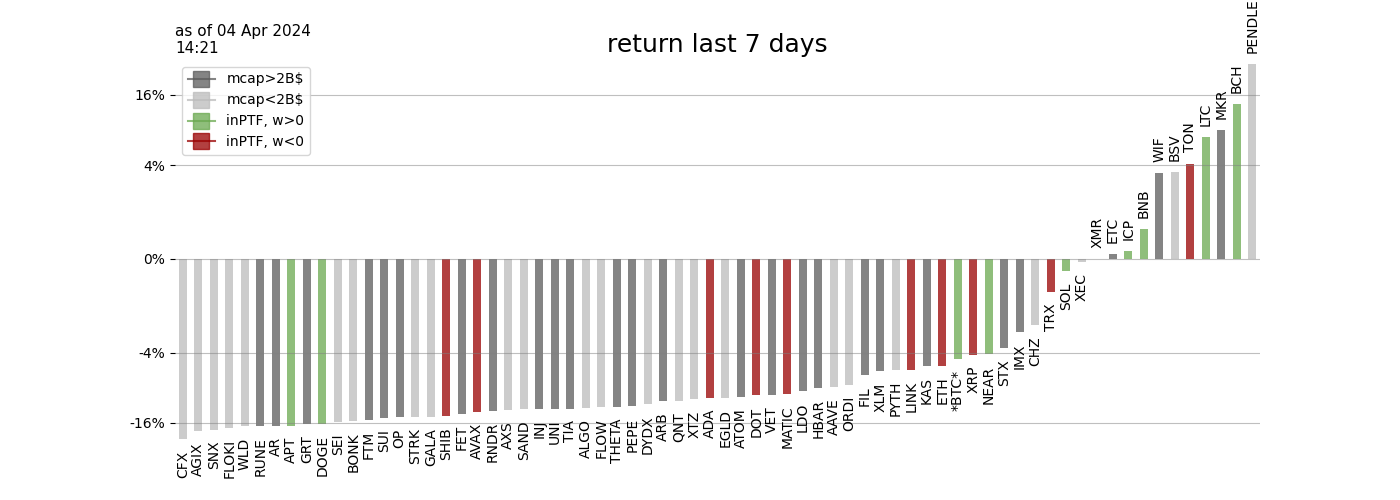 as of 04 Apr 2024
14:21
return last 7 days
mcap>2B$
mcap<2B$
inPTF, w>0
inPTF, w<0
16%
4%
0%
-4%
-16%
CFX
AGIX
SNX
FLOKI
WLD
RUNE
AR
APT
GRT
DOGE
SEI
BONK
FTM
SUI
OP
STRK
GALA
SHIB
FET
AVAX
RNDR
AXS
SAND
INJ
UNI
TIA
ALGO
FLOW
THETA
PEPE
DYDX
ARB
QNT
XTZ
ADA
EGLD
ATOM
DOT
VET
MATIC
LDO
HBAR
AAVE
ORDI
FIL
XLM
PYTH
LINK
KAS
ETH
*BTC*
XRP
NEAR
STX
IMX
CHZ
TRX
SOL
XEC
XMR
ETC
ICP
BNB
WIF
BSV
TON
LTC
MKR
BCH
PENDLE